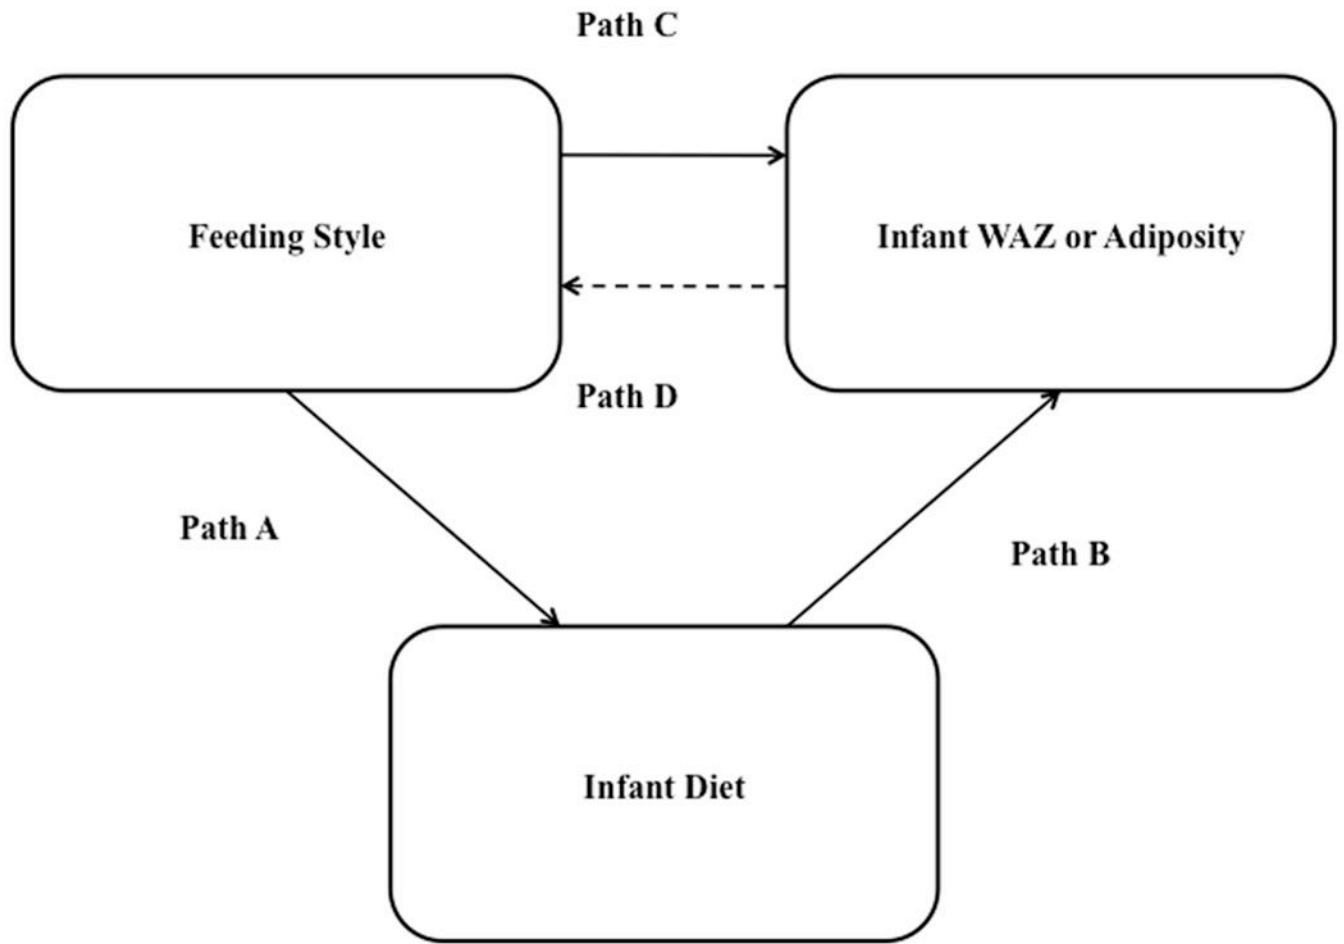 Path C
Feeding Style
Infant WAZ or Adiposity
Path D
Path A
Path B
Infant Diet